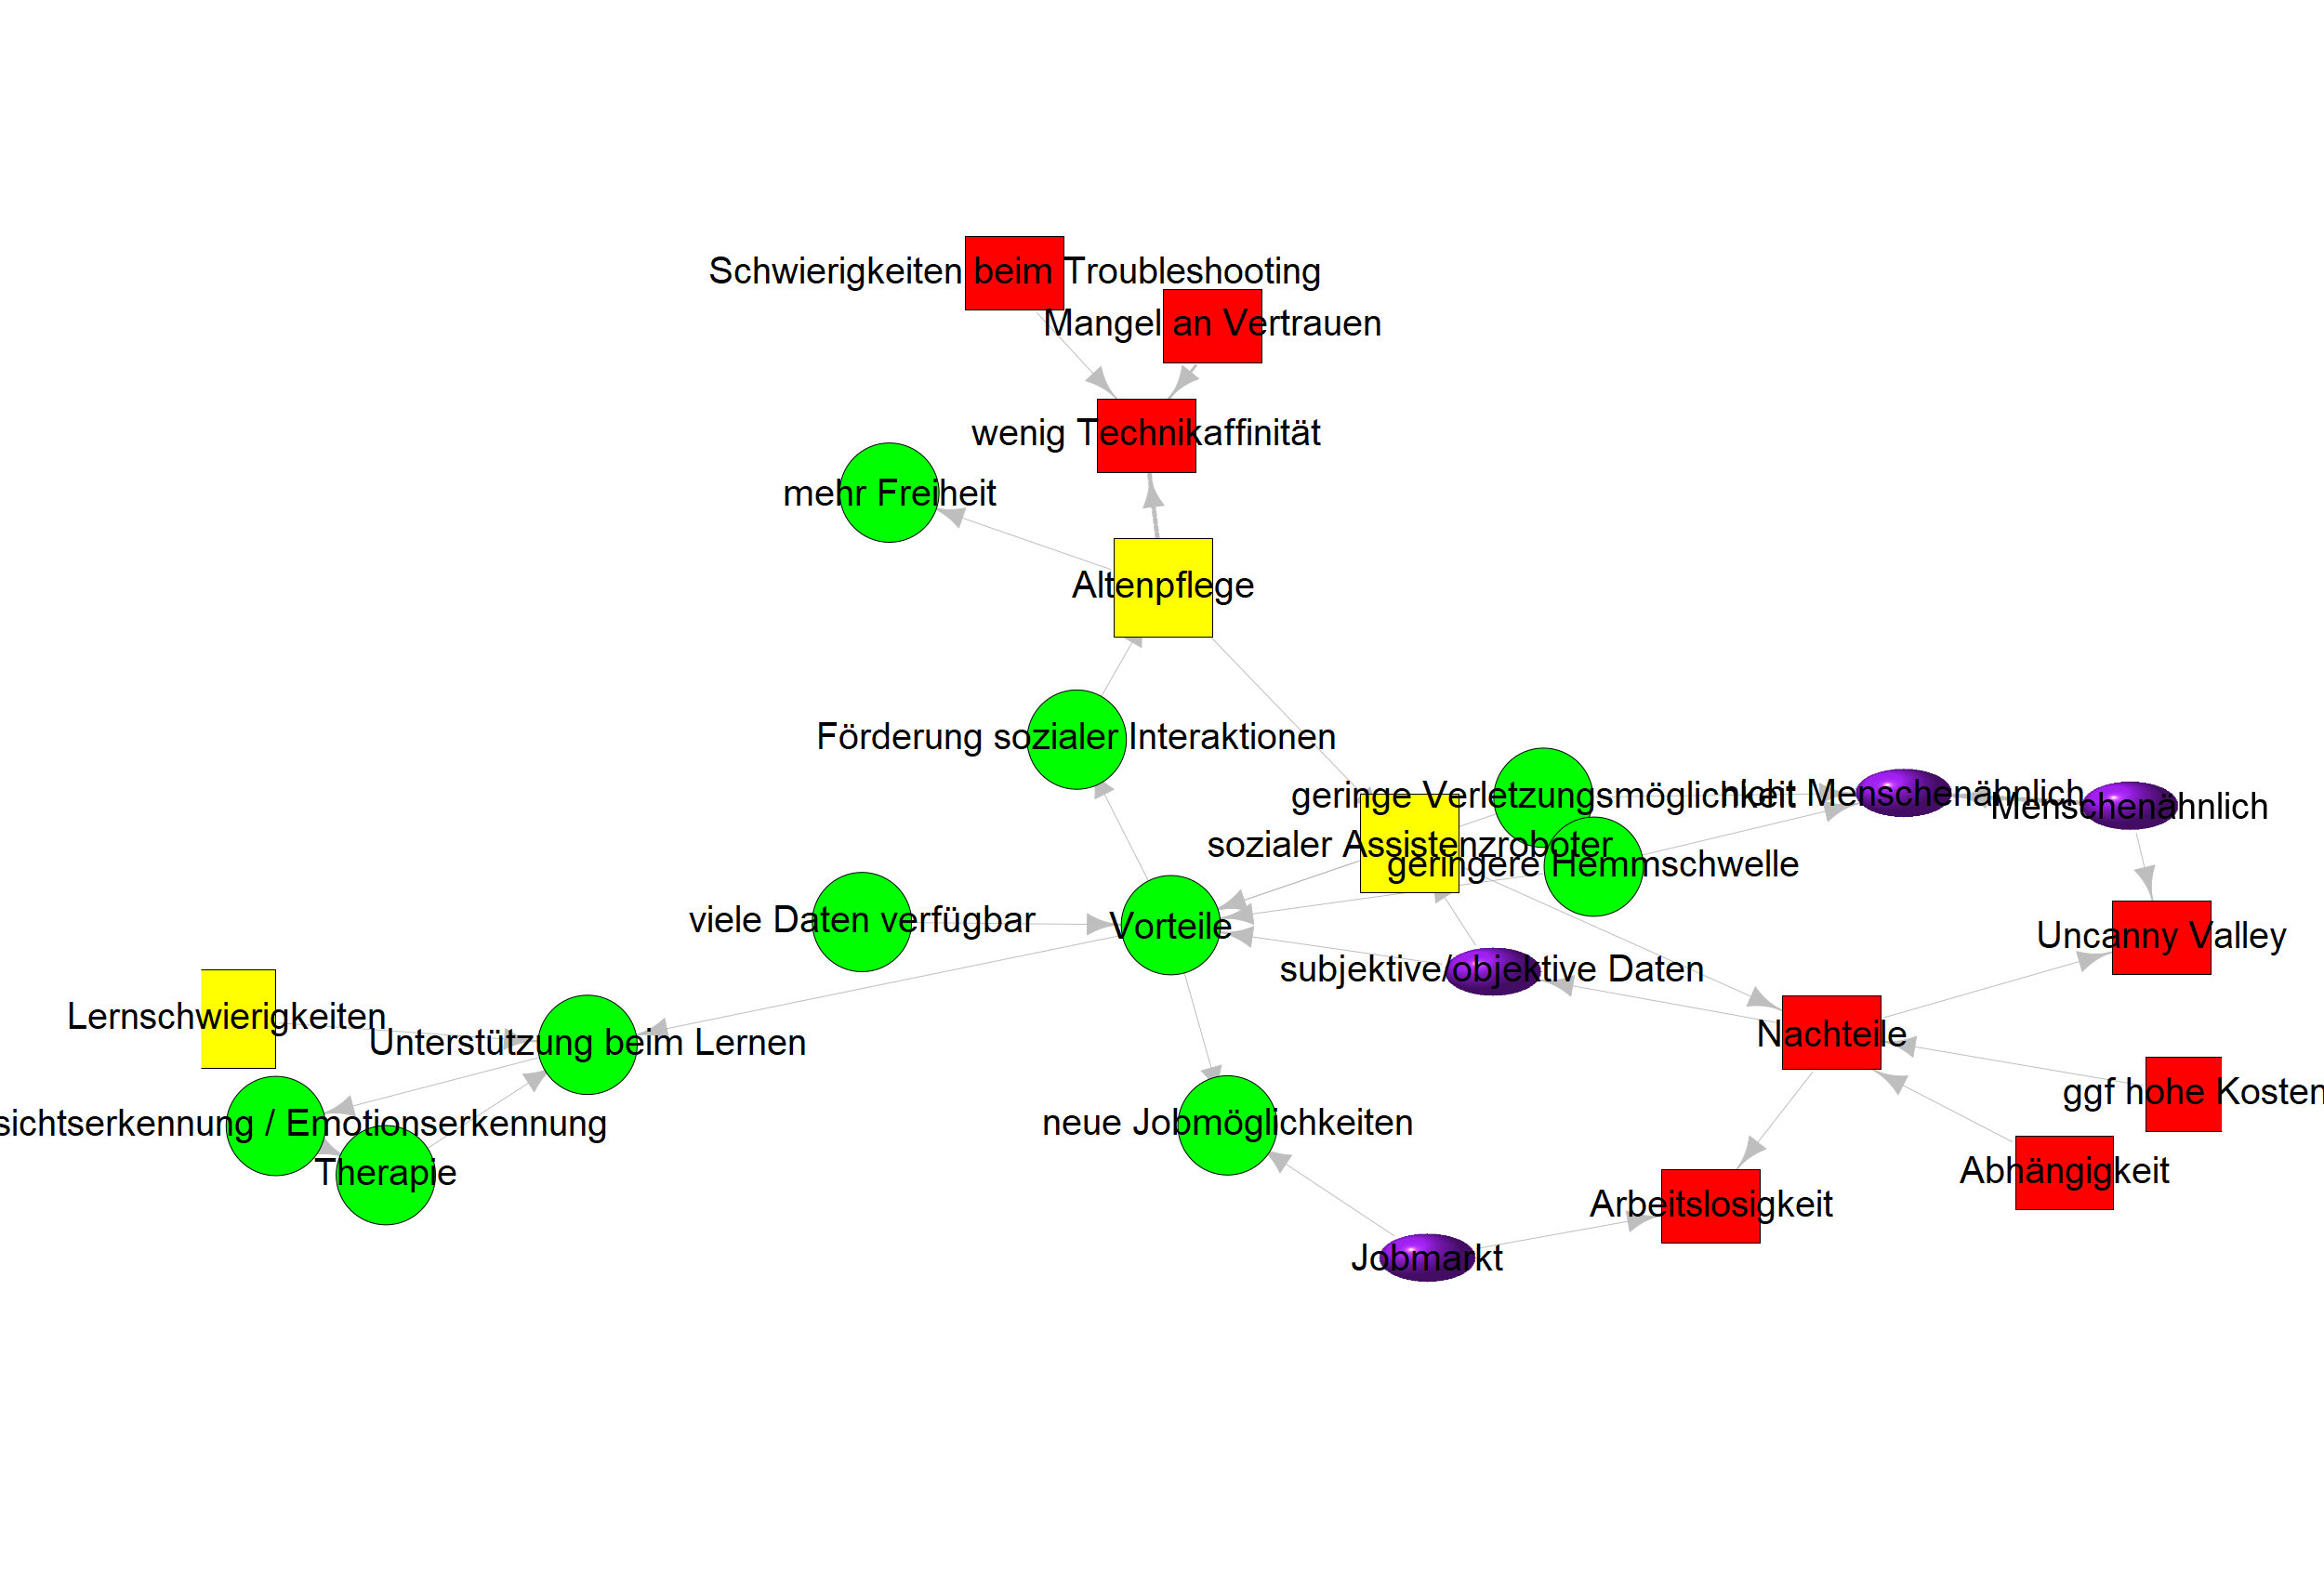 Schwierigkeiten beim Troubleshooting
Mangel an Vertrauen
wenig Technikaffinität
mehr Freiheit
Altenpflege
Förderung sozialer Interaktionen
geringe Verletzungsmöglichkeit
nicht Menschenähnlich
Menschenähnlich
sozialer Assistenzroboter
geringere Hemmschwelle
viele Daten verfügbar
Vorteile
Uncanny Valley
subjektive/objektive Daten
Lernschwierigkeiten
Unterstützung beim Lernen
Nachteile
ggf hohe Kosten
sichtserkennung / Emotionserkennung
neue Jobmöglichkeiten
Therapie
Abhängigkeit
Arbeitslosigkeit
Jobmarkt